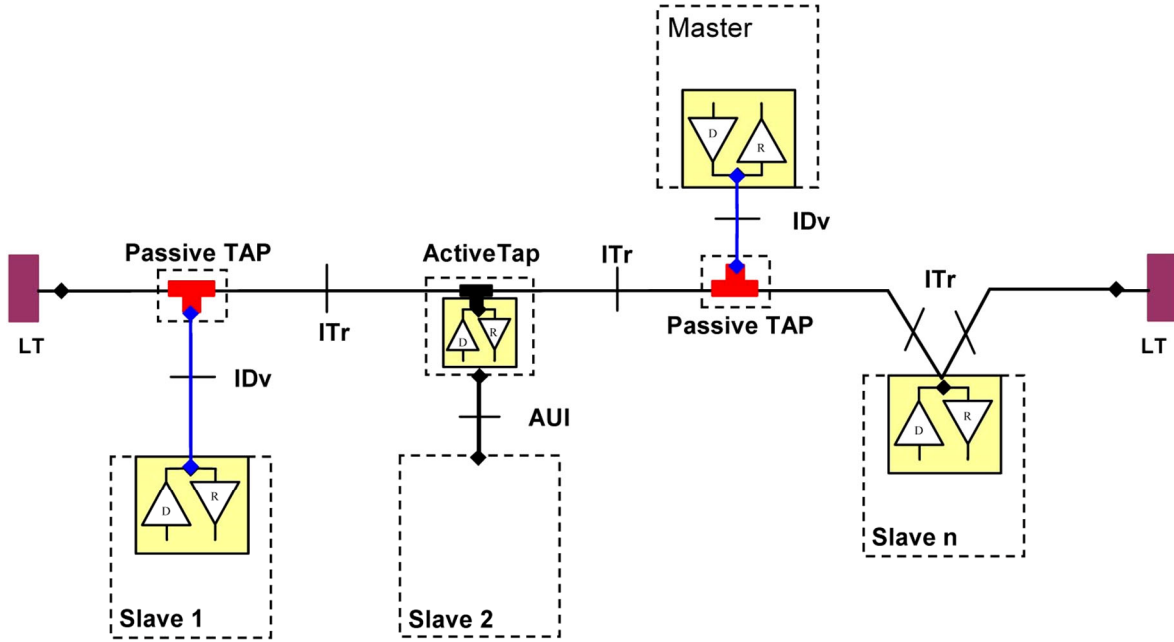 Master
D
R
IDv
Passive TAP
ActiveTap
ITr
ITr
LT
ITr
D
R
Passive TAP
LT
IDv
AUI
D
R
D
R
Slave n
Slave 1
Slave 2